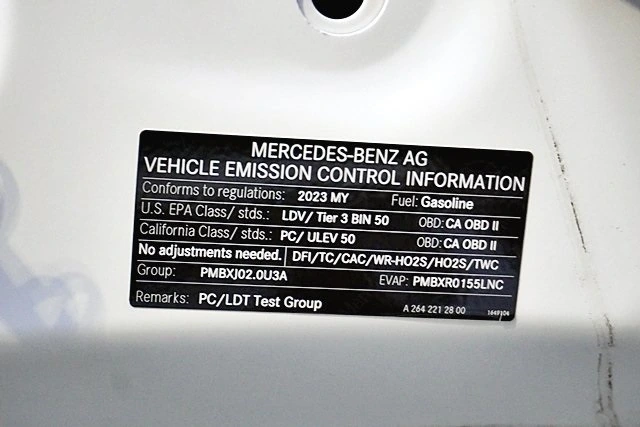 MERCEDES-BENZ AG
VEHICLE EMISSION CONTROL INFORMATION
Conforms to regulations: 2023 MY Fuel: Gasoline
U.S. EPA Class/ stds.: LDV/ Tier 3 BIN 50 OBD: CA OBD II
California Class/ stds.: PC/ ULEV 50 OBD: CA OBD II
No adjustments needed. DFI/TC/CAC/WR-HO2S/HO2S/TWC
Group: PMBXJ02.0U3A EVAP: PMBXR0155LNC
Remarks: PC/LDT Test Group A 264 221 28 00 1649104